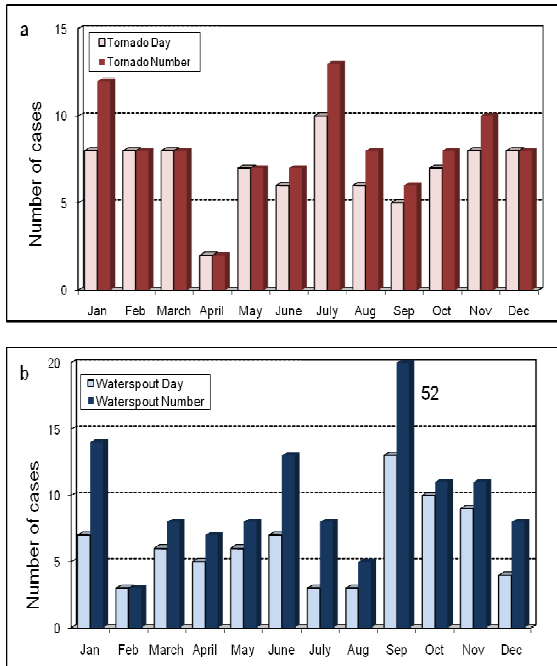 a
Tornado Day
Tornado Number
Number of cases
15
10
5
0
Jan Feb March April May June July Aug Sep Oct Nov Dec
b
Waterspout Day
Waterspout Number
52
Number of cases
20
15
10
5
0
Jan Feb March April May June July Aug Sep Oct Nov Dec